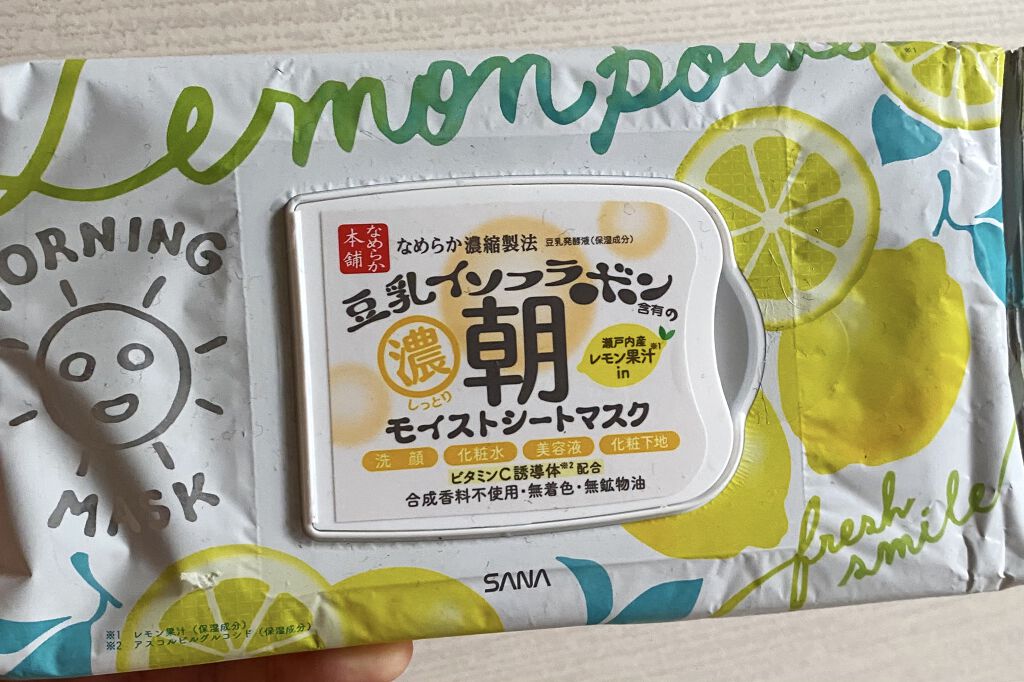 Lemon power
※1
MORNING
MASK
なめらか本舗
なめらか濃縮製法 豆乳発酵液(保湿成分)
豆乳イソフラボン含有の
濃
しっとり
朝
瀬戸内産
レモン果汁※1
in
モイストシートマスク
洗顔 化粧水 美容液 化粧下地
ビタミンC誘導体※2配合
合成香料不使用・無着色・無鉱物油
SANA
fresh
smile
※1 レモン果汁(保湿成分)
※2 アスコルビルグルコシド(保湿成分)